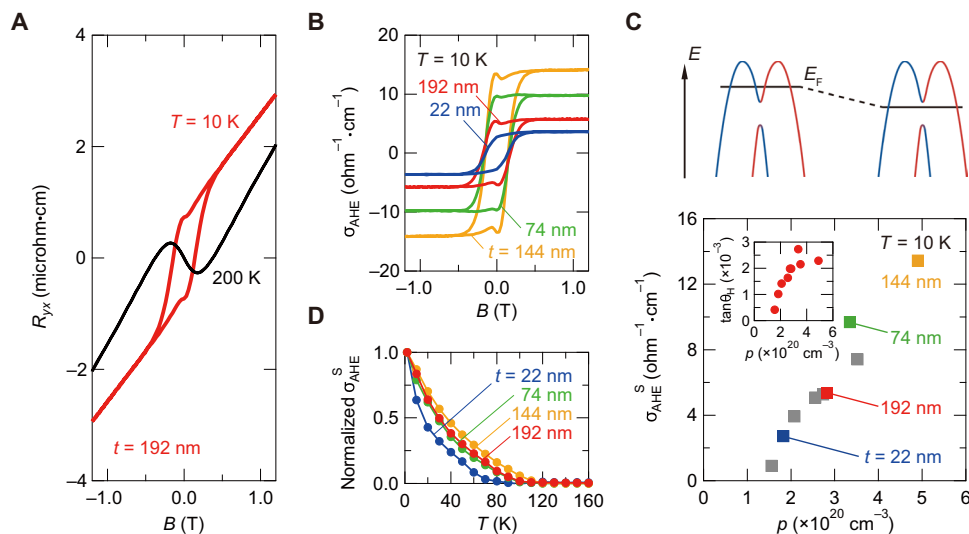 A
4
2
0
−2
−4
−1.0
0.0
1.0
R_yx (microhm·cm)
B (T)
T = 10 K
200 K
t = 192 nm
B
20
10
0
−10
−20
−1.0
0.0
1.0
σ_AHE (ohm⁻¹·cm⁻¹)
B (T)
T = 10 K
192 nm
22 nm
74 nm
t = 144 nm
C
E
E_F
16
12
8
4
0
0
1
2
3
4
5
6
σ_AHE^S (ohm⁻¹·cm⁻¹)
p (×10²⁰ cm⁻³)
T = 10 K
144 nm
74 nm
192 nm
t = 22 nm
tanθ_H (×10⁻³)
3
2
1
0
0
2
4
6
p (×10²⁰ cm⁻³)
D
1.0
0.5
0.0
0
40
80
120
160
Normalized σ_AHE^S
T (K)
t = 22 nm
74 nm
144 nm
192 nm